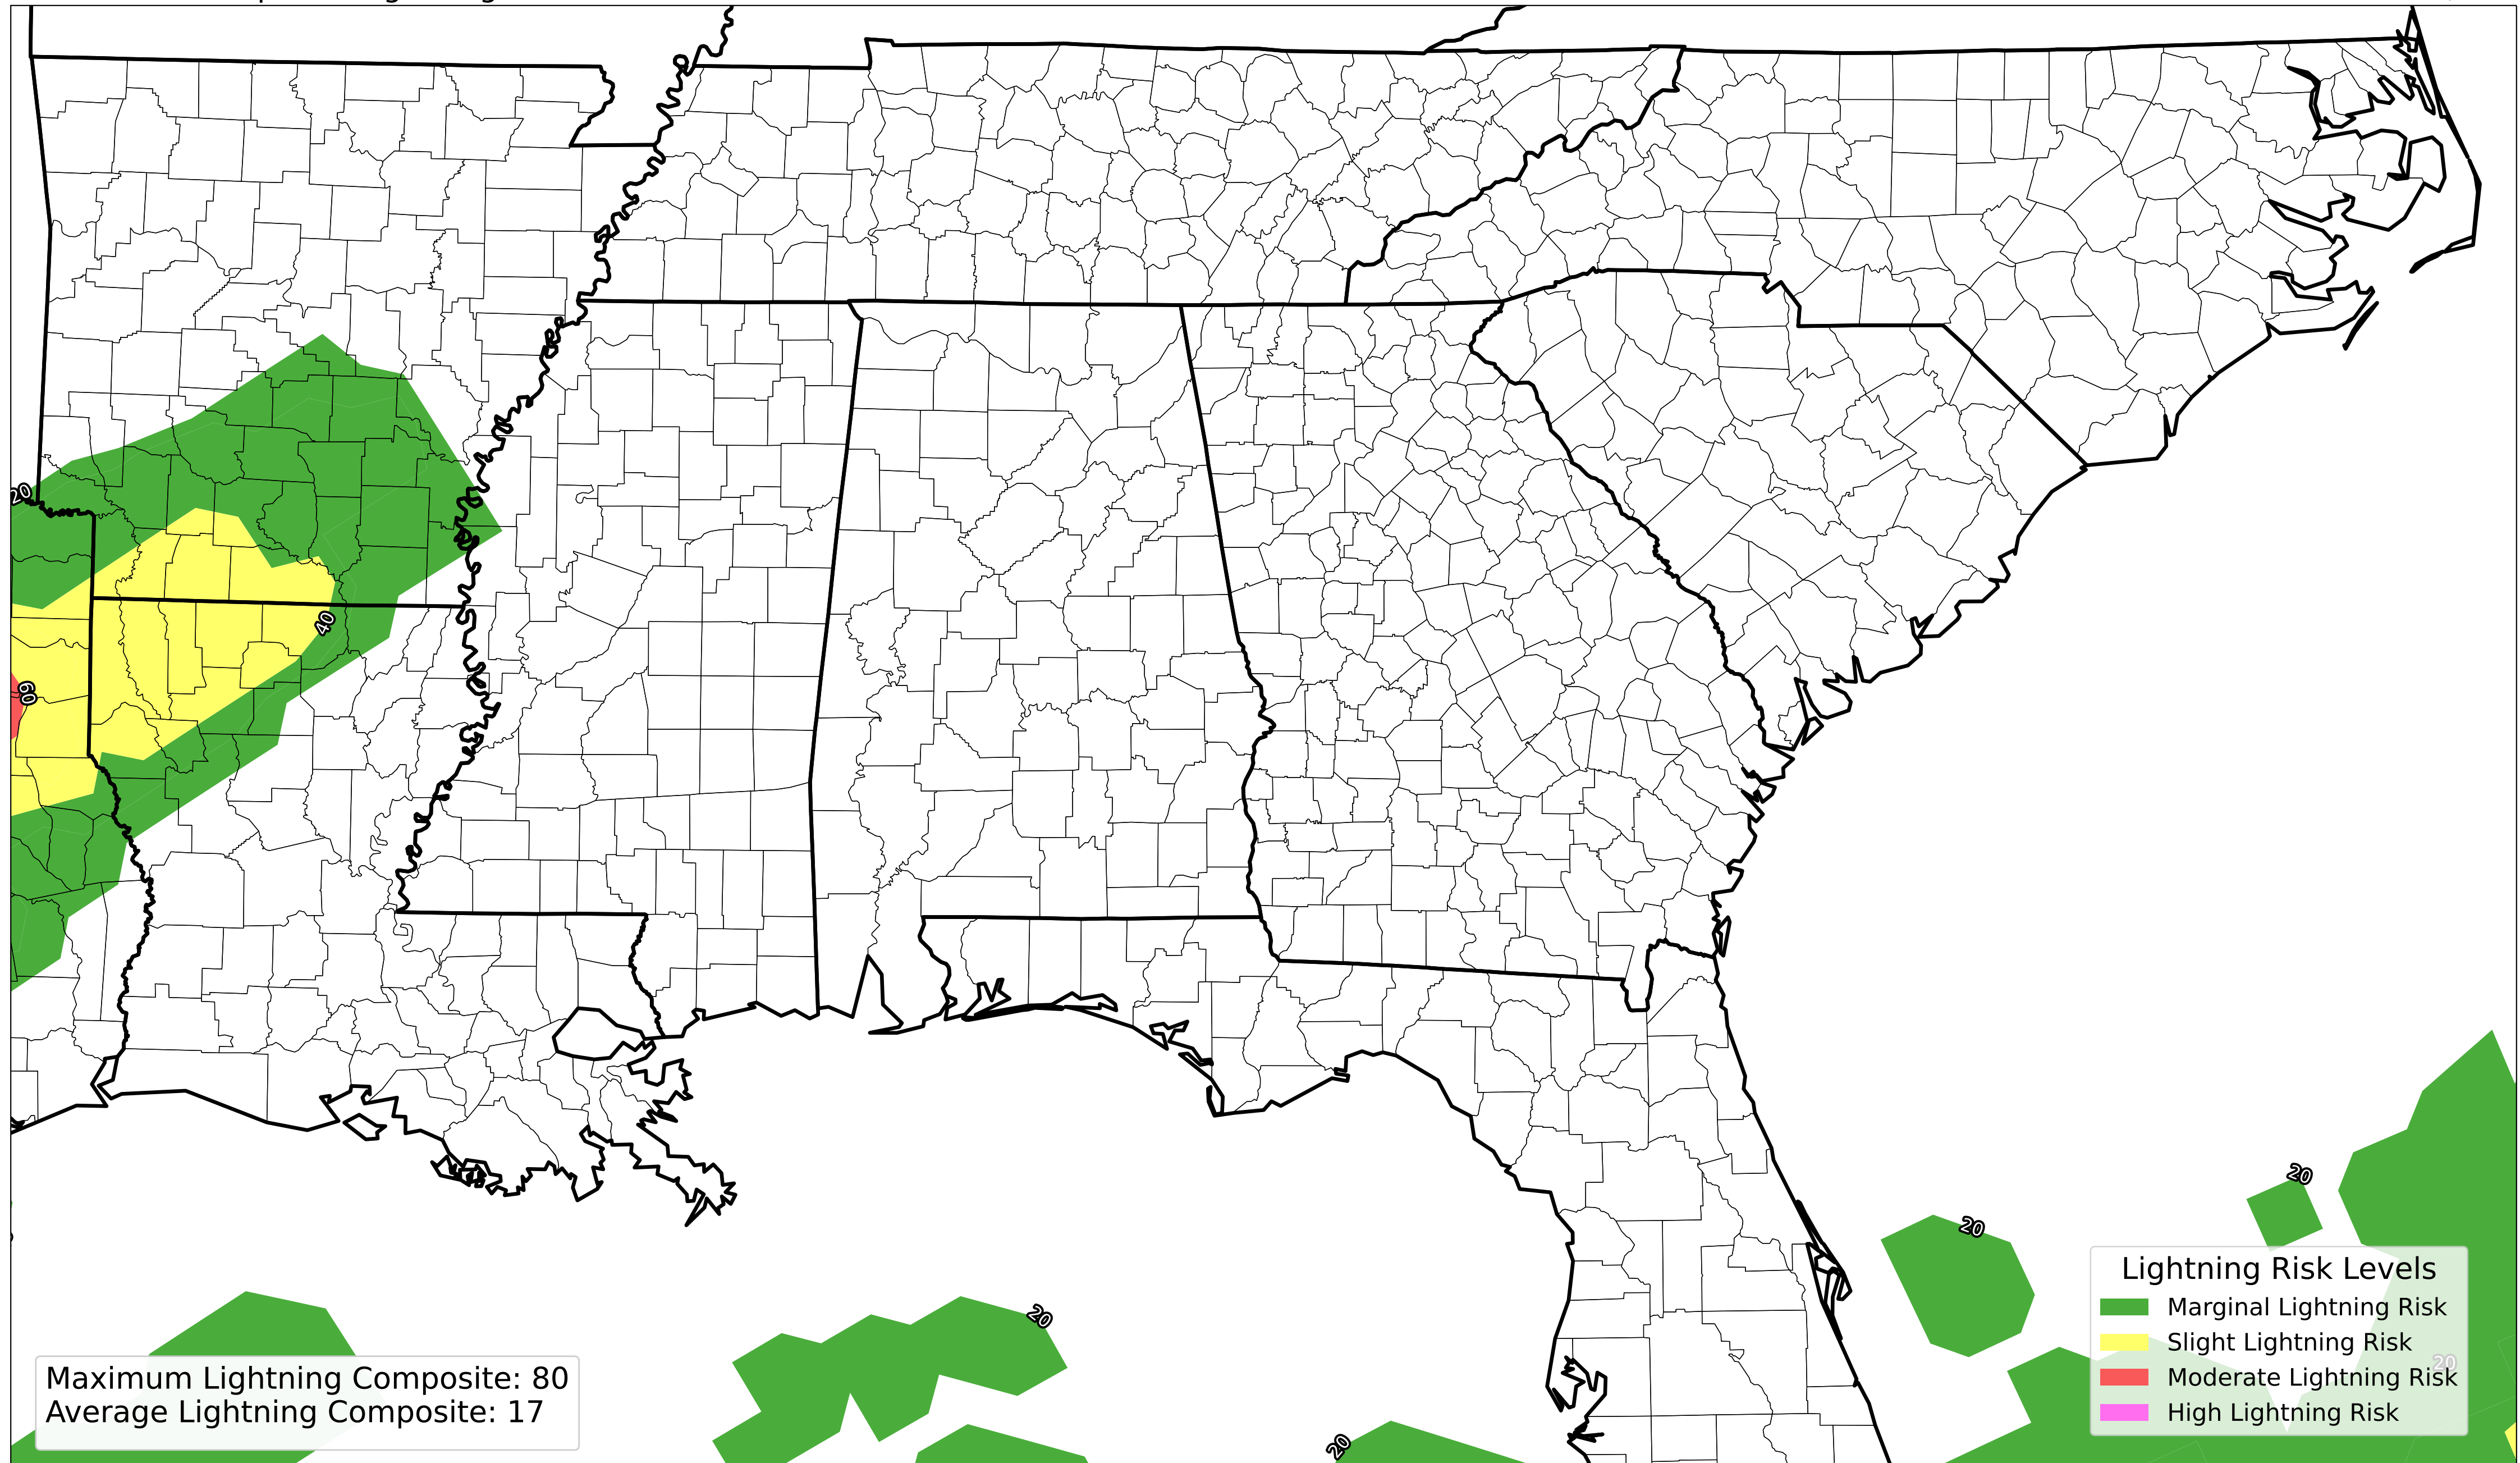 20
40
60
20
20
20
20
20
Lightning Risk Levels
Marginal Lightning Risk
Slight Lightning Risk
Moderate Lightning Risk
High Lightning Risk
Maximum Lightning Composite: 80
Average Lightning Composite: 17